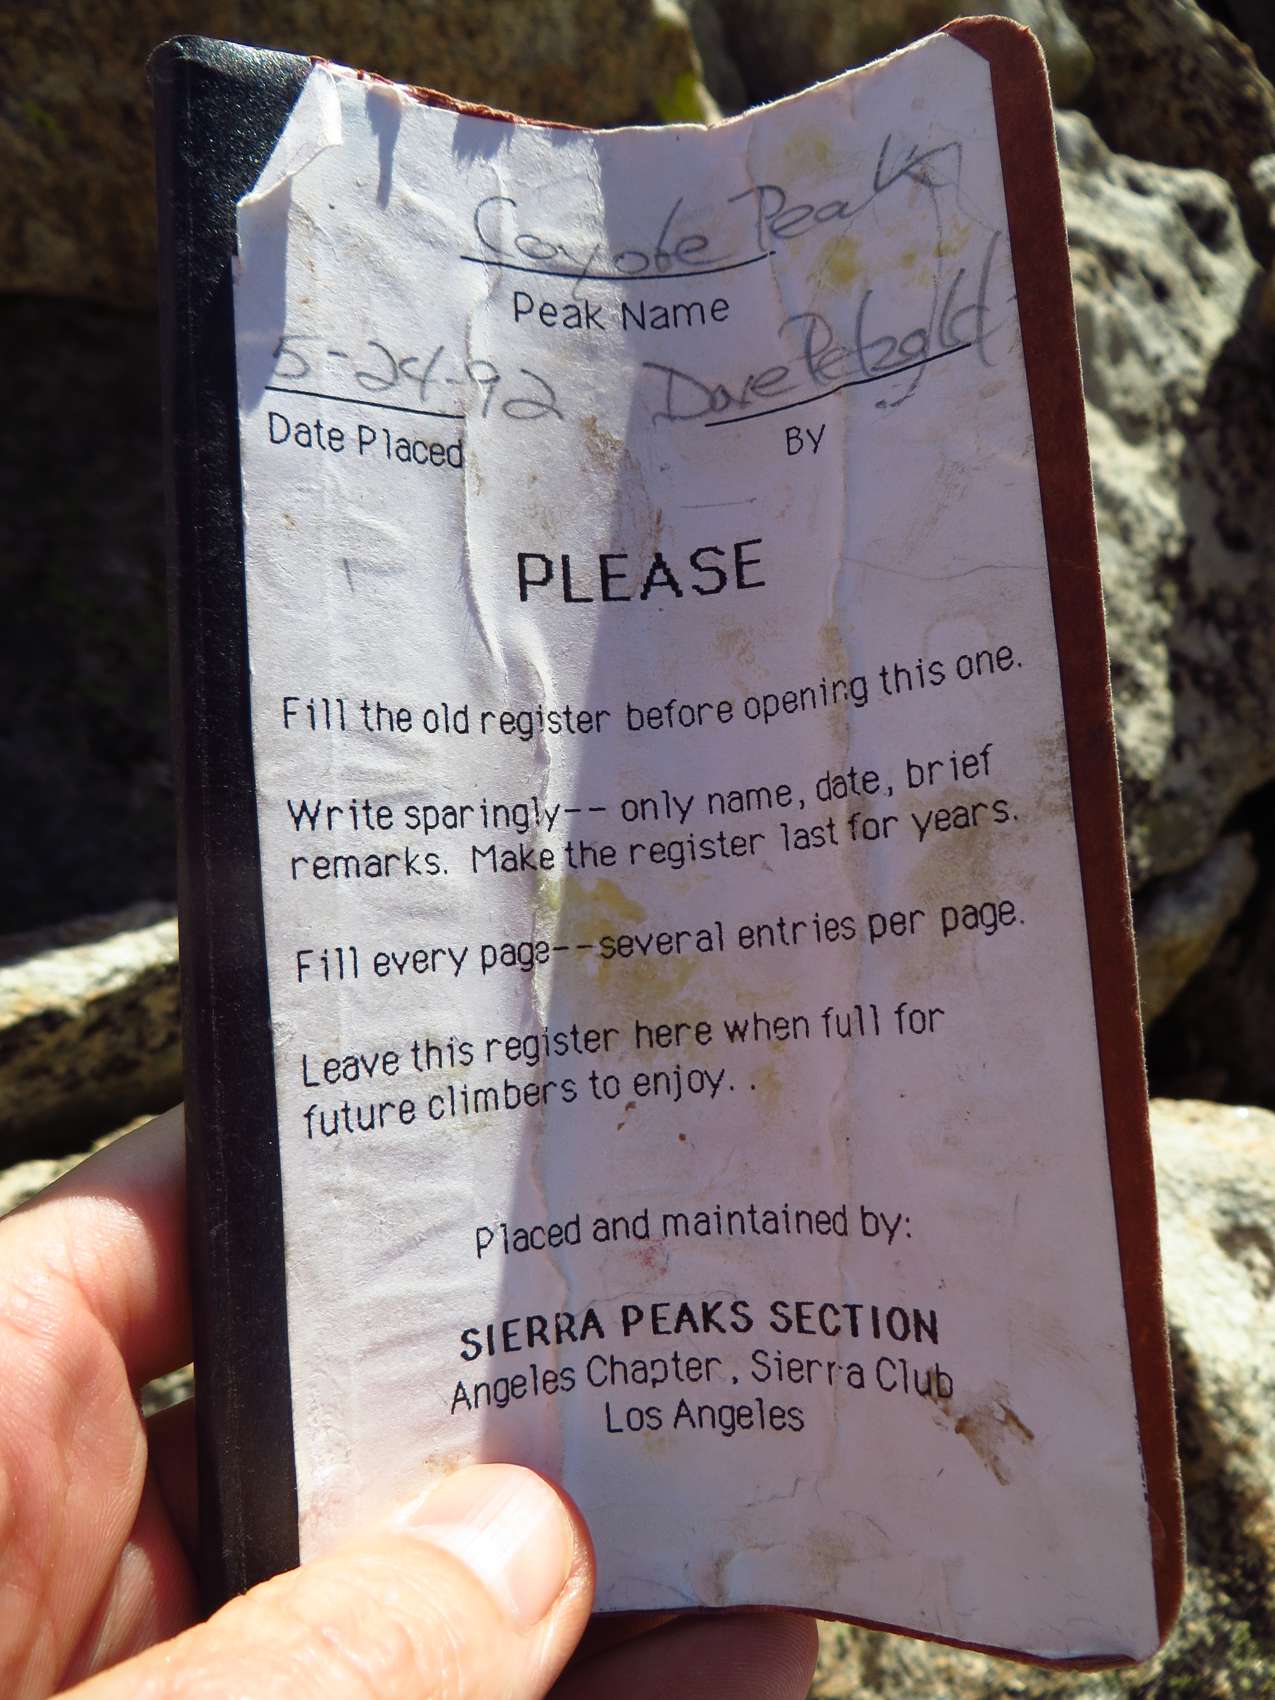 Coyote Peak
Peak Name
5-24-92 Dave Petzold
Date Placed By
PLEASE
Fill the old register before opening this one.
Write sparingly-- only name, date, brief
remarks. Make the register last for years.
Fill every page--several entries per page.
Leave this register here when full for
future climbers to enjoy. .
Placed and maintained by:
SIERRA PEAKS SECTION
Angeles Chapter, Sierra Club
Los Angeles